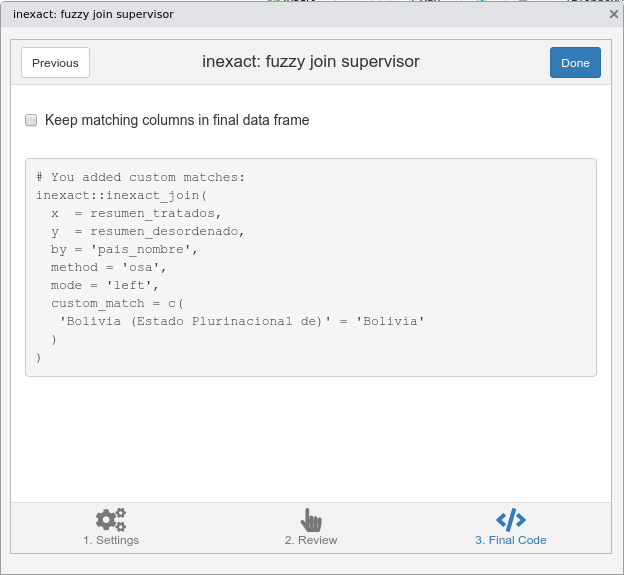 inexact: fuzzy join supervisor
Previous
inexact: fuzzy join supervisor
Done
Keep matching columns in final data frame
# You added custom matches:
inexact::inexact_join(
  x  = resumen_tratados,
  y  = resumen_desordenado,
  by = 'pais_nombre',
  method = 'osa',
  mode = 'left',
  custom_match = c(
   'Bolivia (Estado Plurinacional de)' = 'Bolivia'
  )
)
1. Settings
2. Review
3. Final Code